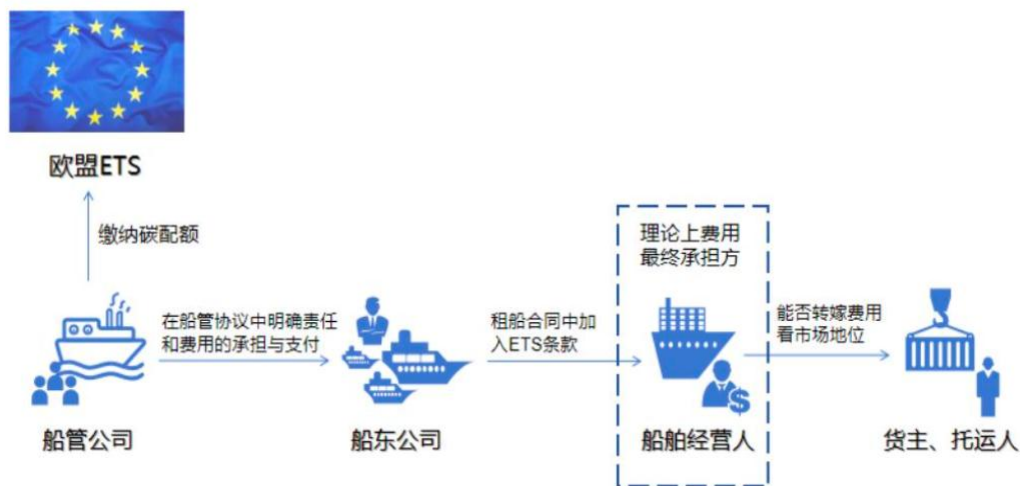 欧盟ETS
缴纳碳配额
理论上费用
最终承担方
在船管协议中明确责任
和费用的承担与支付
租船合同中加
入ETS条款
能否转嫁费用
看市场地位
船管公司
船东公司
船舶经营人
货主、托运人